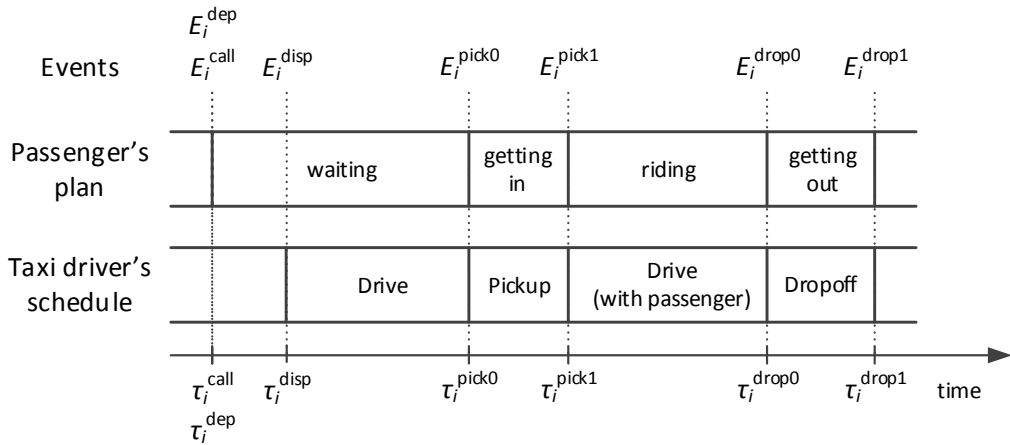 E_i^dep
Events E_i^call E_i^disp E_i^pick0 E_i^pick1 E_i^drop0 E_i^drop1
Passenger's
plan
waiting
getting
in
riding
getting
out
Taxi driver's
schedule
Drive
Pickup
Drive
(with passenger)
Dropoff
τ_i^call τ_i^disp τ_i^pick0 τ_i^pick1 τ_i^drop0 τ_i^drop1 time
τ_i^dep